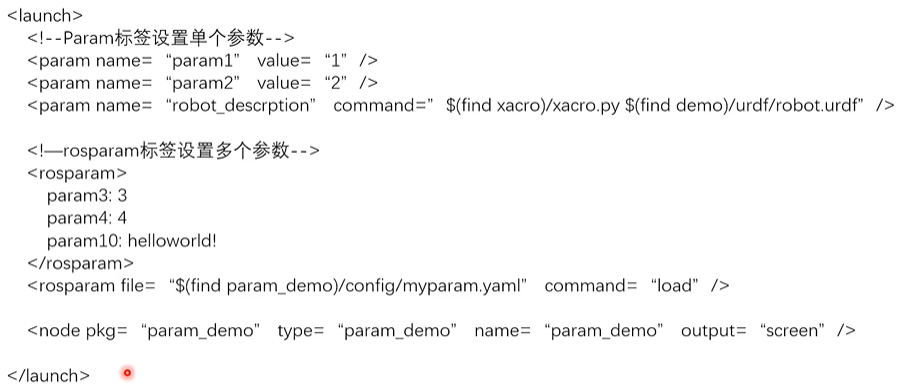 <launch>
<!--Param标签设置单个参数-->
<param name= “param1” value= “1” />
<param name= “param2” value= “2” />
<param name= “robot_descrption” command=” $(find xacro)/xacro.py $(find demo)/urdf/robot.urdf” />
<!—rosparam标签设置多个参数-->
<rosparam>
param3: 3
param4: 4
param10: helloworld!
</rosparam>
<rosparam file= “$(find param_demo)/config/myparam.yaml” command= “load” />
<node pkg= “param_demo” type= “param_demo” name= “param_demo” output= “screen” />
</launch>